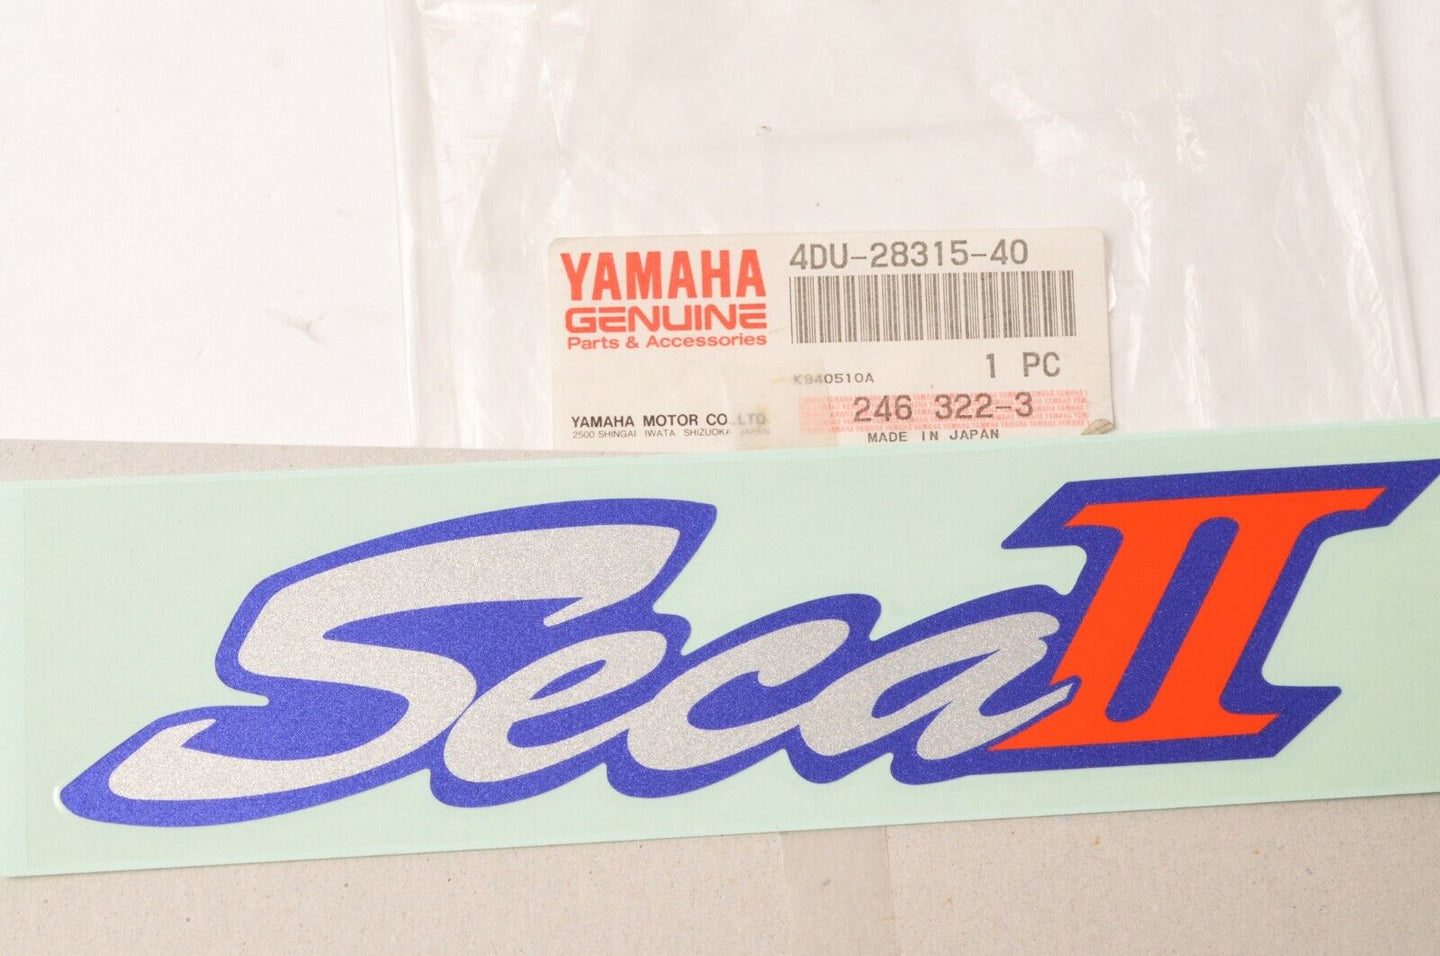 YAMAHA
GENUINE
Parts & Accessories
4DU-28315-40
1 PC
K940510A
246 322-3
YAMAHA MOTOR CO.,LTD.
2500 SHINGAI IWATA SHIZUOKA JAPAN
MADE IN JAPAN
Seca II